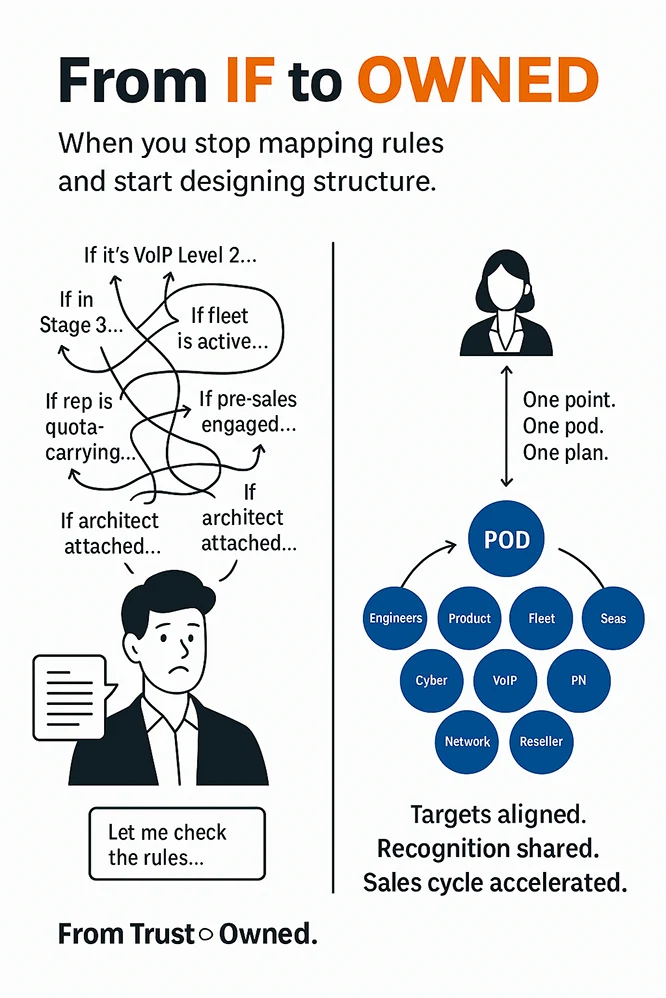 From IF to OWNED
When you stop mapping rules
and start designing structure.
If it's VoIP Level 2...
If in
Stage 3...
If fleet
is active...
If rep is
quota-
carrying...
If pre-sales
engaged...
If architect
attached...
If
architect
attached...
Let me check
the rules...
One point.
One pod.
One plan.
POD
Engineers
Product
Fleet
Seas
Cyber
VoIP
PN
Network
Reseller
Targets aligned.
Recognition shared.
Sales cycle accelerated.
From Trust○Owned.